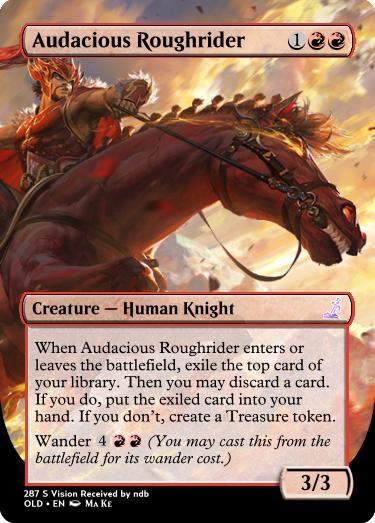 Audacious Roughrider 1
Creature — Human Knight
When Audacious Roughrider enters or
leaves the battlefield, exile the top card of
your library. Then you may discard a card.
If you do, put the exiled card into your
hand. If you don't, create a Treasure token.
Wander 4 (You may cast this from the
battlefield for its wander cost.)
3/3
287 S Vision Received by ndb
OLD • EN Ma Ke